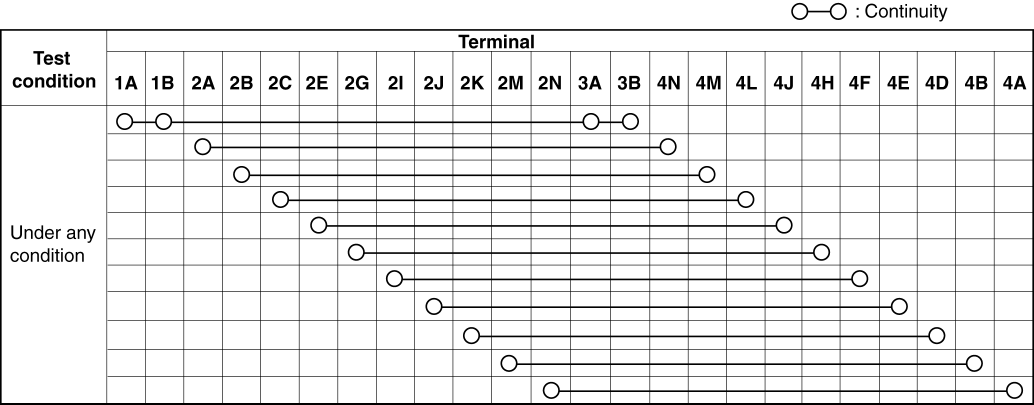 : Continuity
Test condition
Terminal
1A 1B 2A 2B 2C 2E 2G 2I 2J 2K 2M 2N 3A 3B 4N 4M 4L 4J 4H 4F 4E 4D 4B 4A
Under any
condition